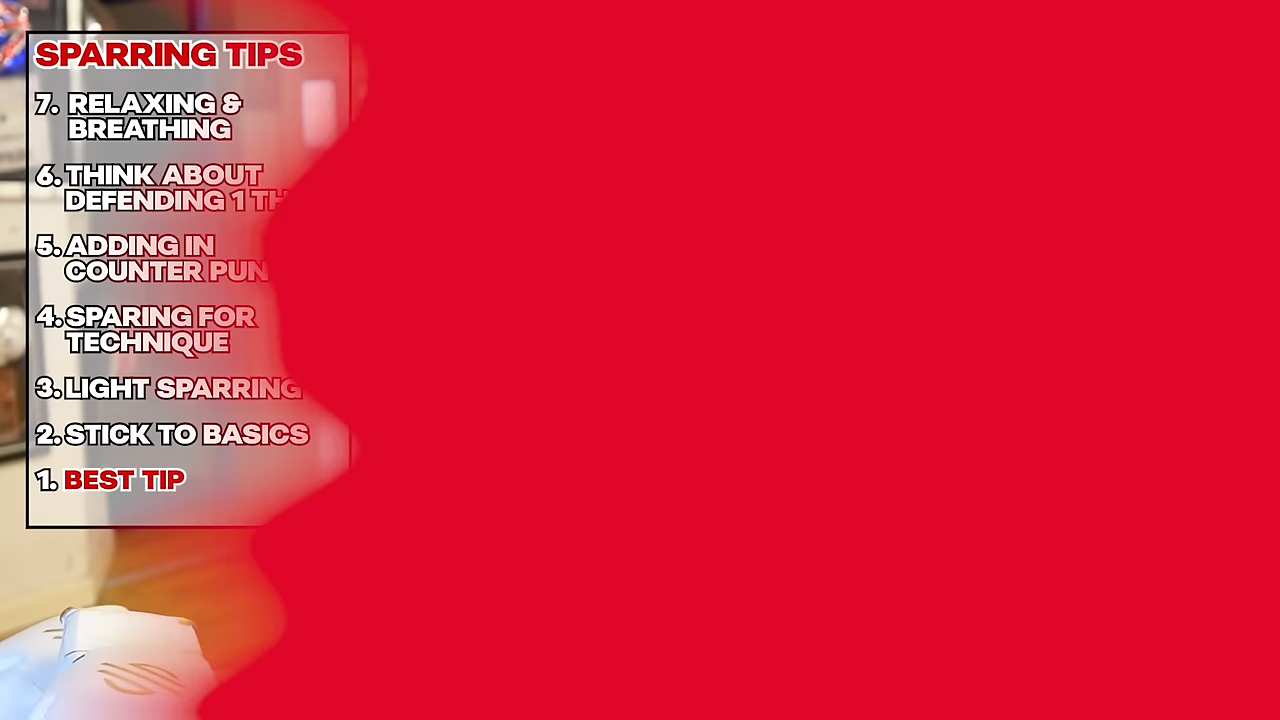 SPARRING TIPS
7. RELAXING &
BREATHING
6. THINK ABOUT
DEFENDING 1
5. ADDING IN
COUNTER
4. SPARING FOR
TECHNIQUE
3. LIGHT SPARRING
2. STICK TO BASICS
1. BEST TIP